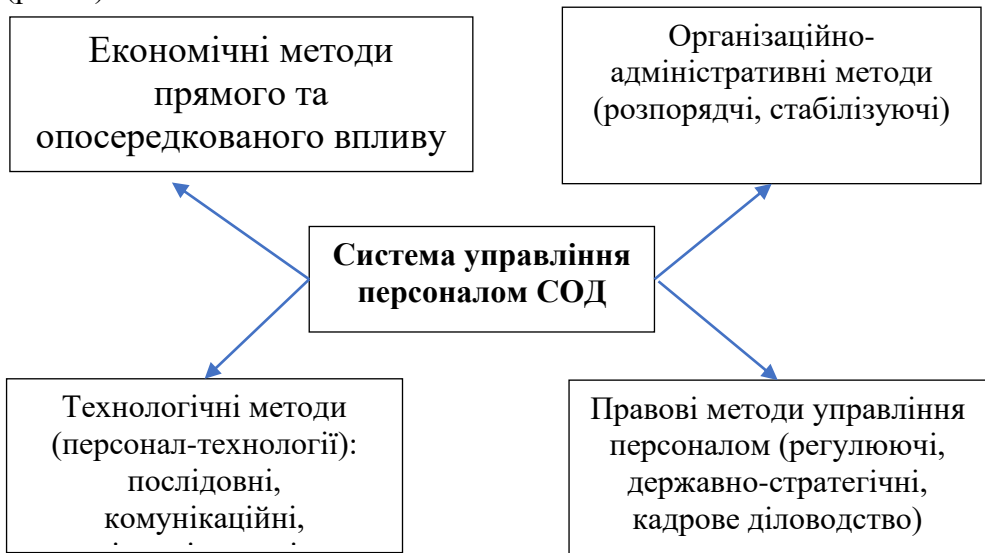 Економічні методи
прямого та
опосередкованого впливу
Організаційно-
адміністративні методи
(розпорядчі, стабілізуючі)
Система управління
персоналом СОД
Технологічні методи
(персонал-технології):
послідовні,
комунікаційні,
Правові методи управління
персоналом (регулюючі,
державно-стратегічні,
кадрове діловодство)